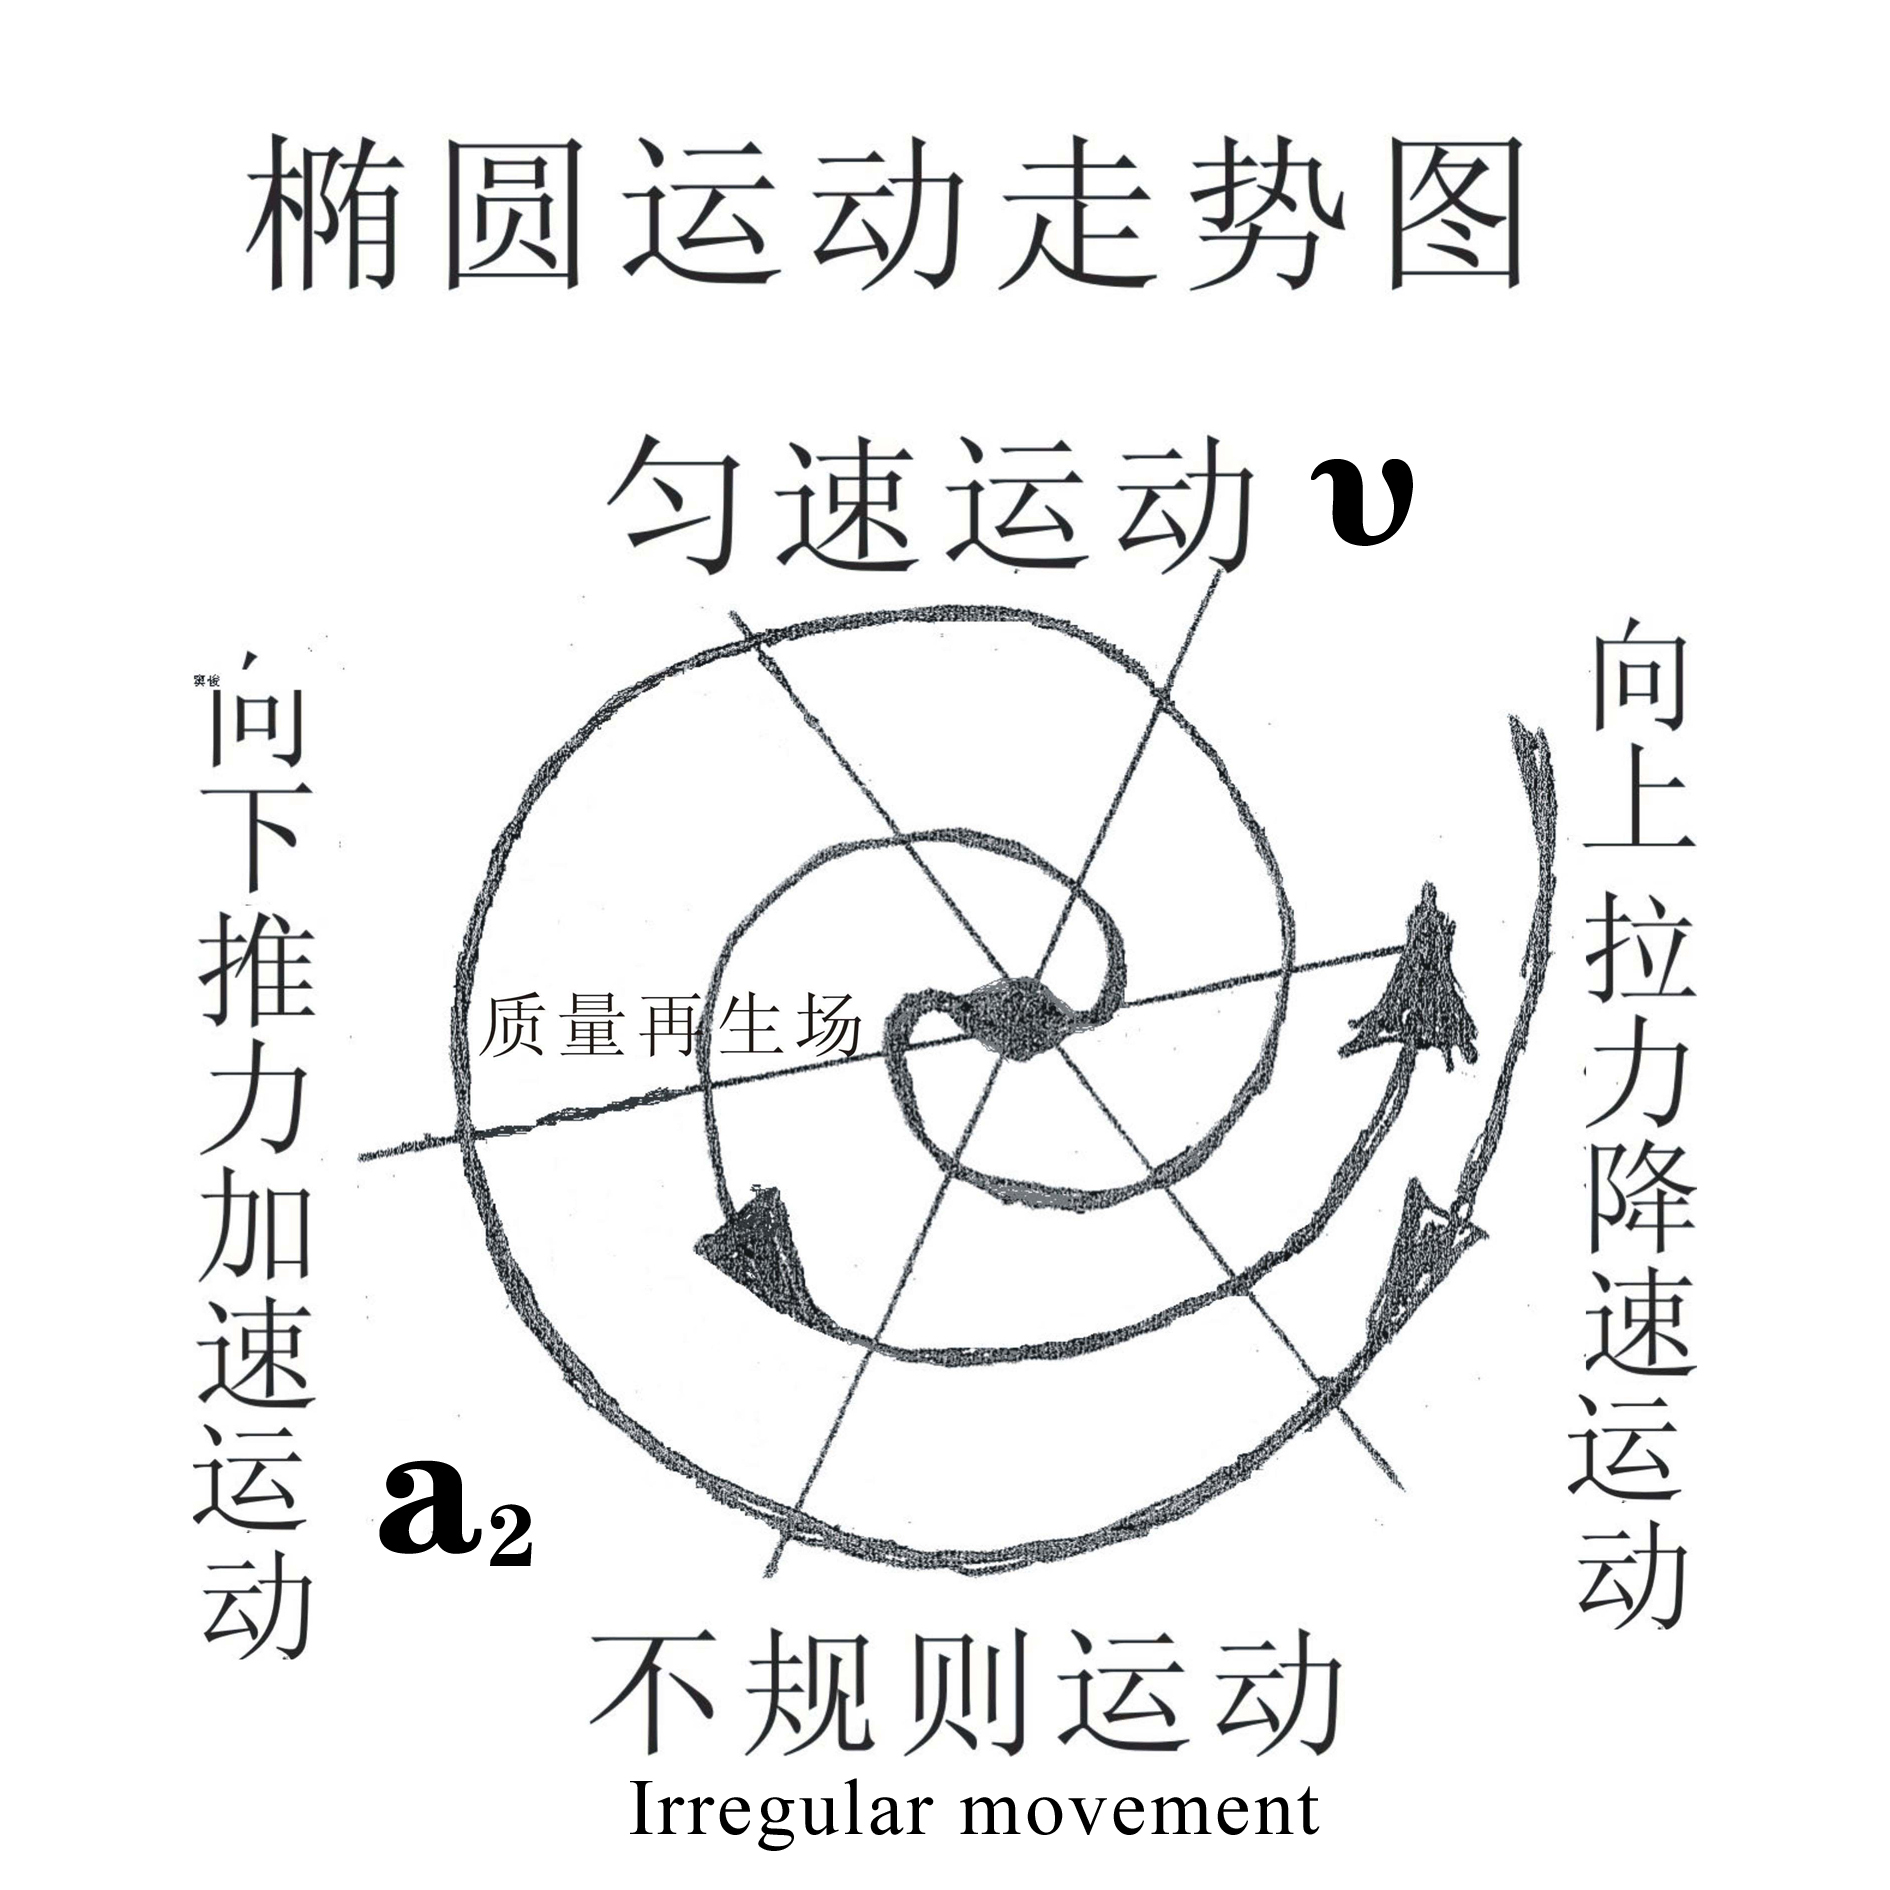 椭圆运动走势图
匀速运动 υ
向下推力加速运动
质量再生场
向上拉力降速运动
a₂
不规则运动
Irregular movement